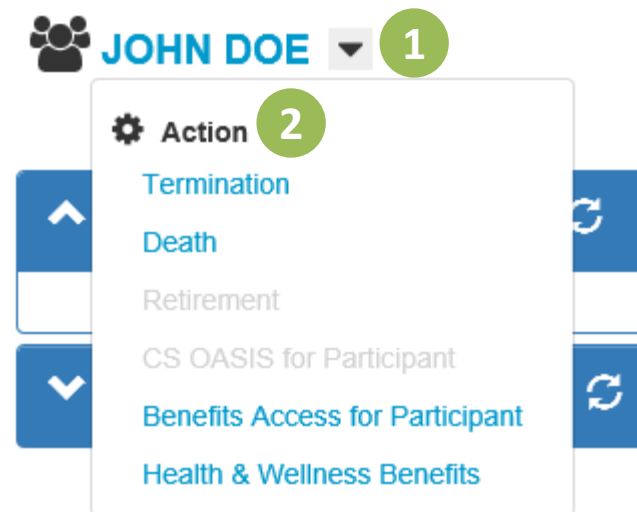 JOHN DOE 1
Action 2
Termination
Death
Retirement
CS OASIS for Participant
Benefits Access for Participant
Health & Wellness Benefits